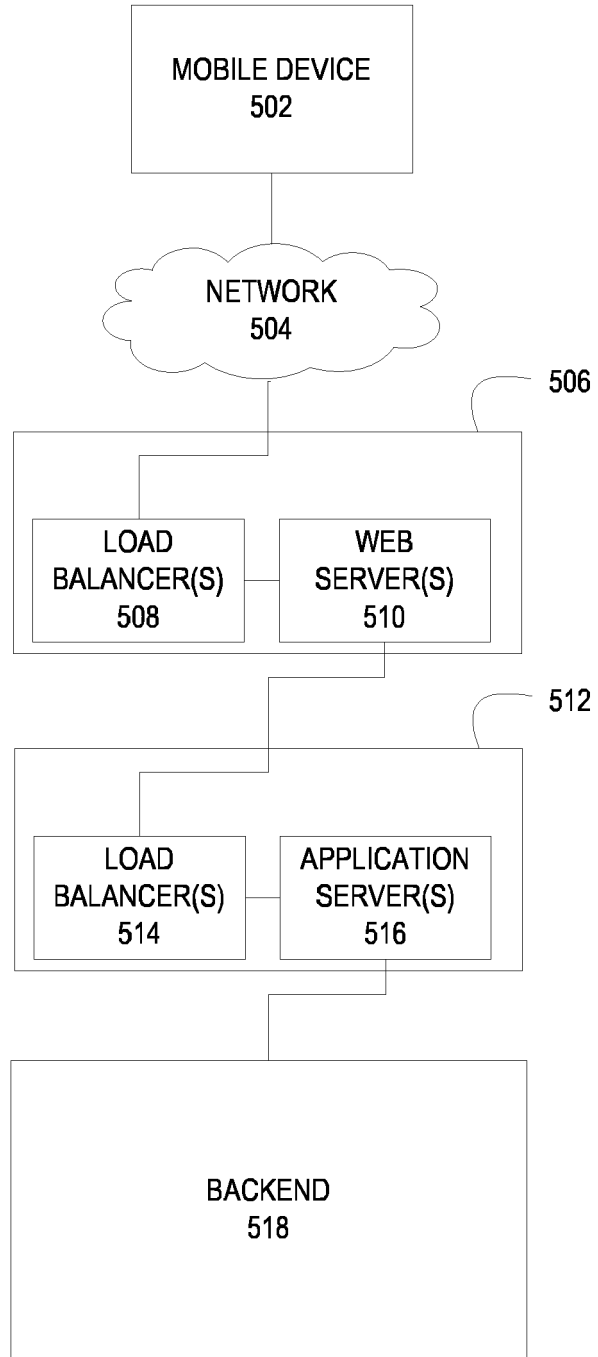 MOBILE DEVICE
502
NETWORK
504
506
LOAD
BALANCER(S)
508
WEB
SERVER(S)
510
512
LOAD
BALANCER(S)
514
APPLICATION
SERVER(S)
516
BACKEND
518